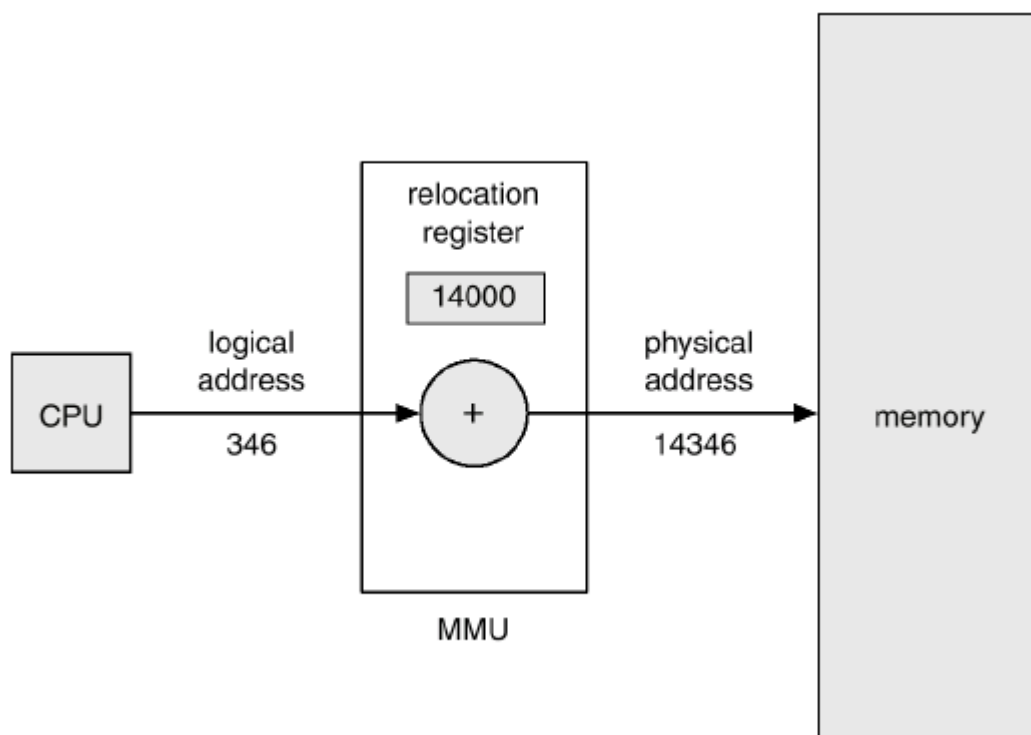 relocation
register
14000
logical
address
physical
address
CPU
+
memory
346
14346
MMU